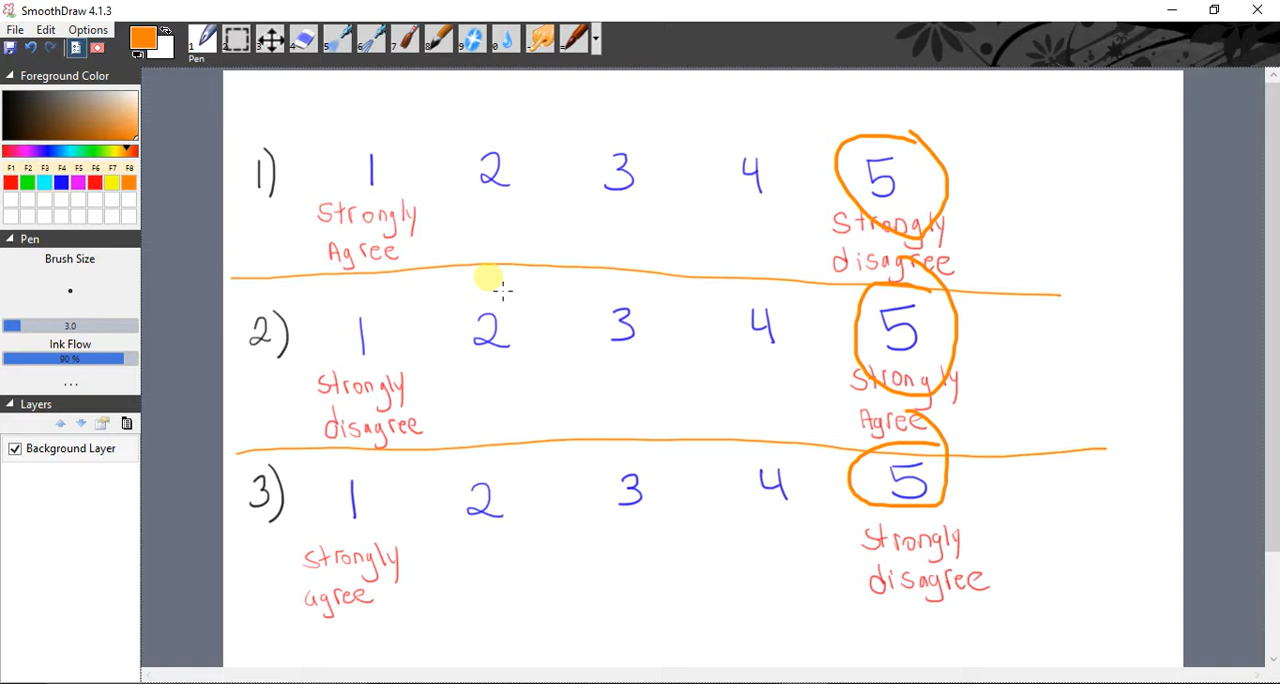 SmoothDraw 4.1.3
File Edit Options
Pen
Foreground Color
F1 F2 F3 F4 F5 F6 F7 F8
Pen
Brush Size
3.0
Ink Flow
90 %
...
Layers
Background Layer
1) 1 2 3 4 5
Strongly Agree
Strongly disagree
2) 1 2 3 4 5
Strongly disagree
Strongly Agree
3) 1 2 3 4 5
Strongly agree
Strongly disagree